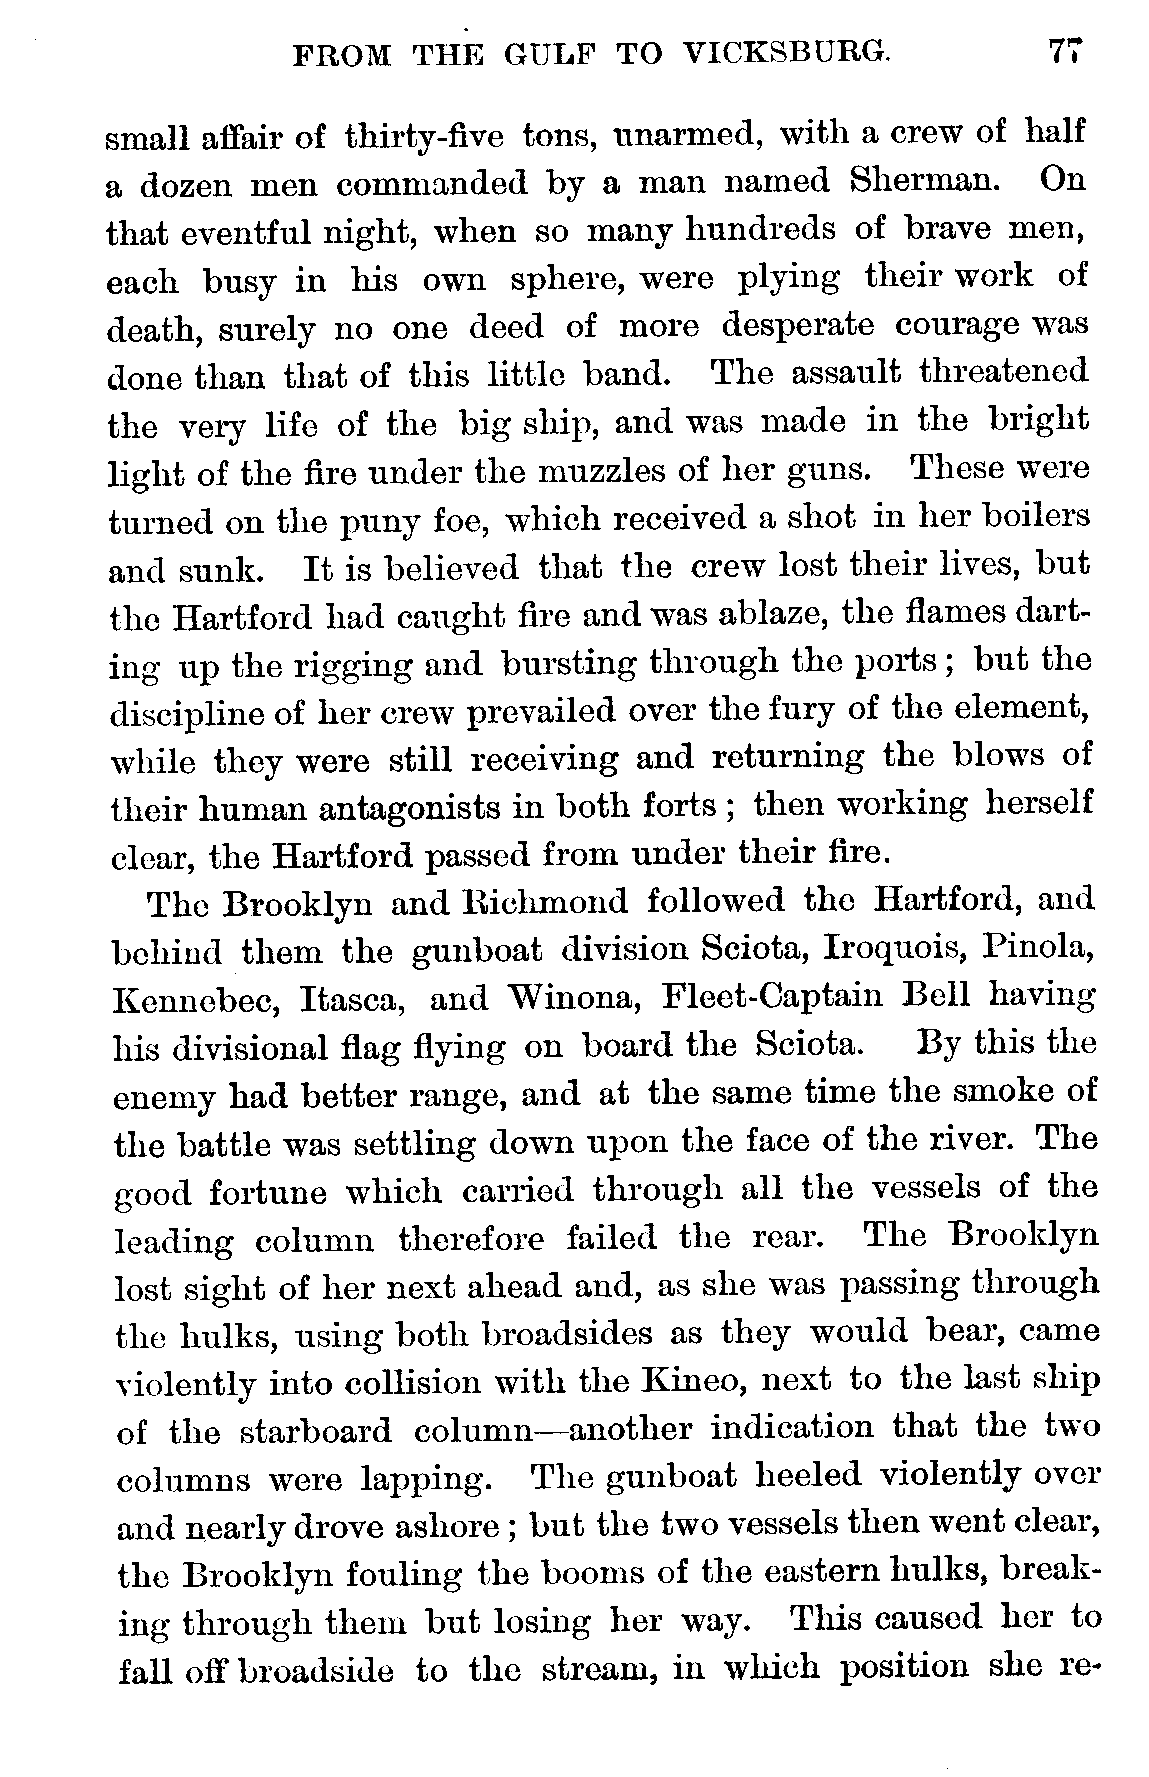 FROM THE GULF TO VICKSBURG. 77
small affair of thirty-five tons, unarmed, with a crew of half
a dozen men commanded by a man named Sherman. On
that eventful night, when so many hundreds of brave men,
each busy in his own sphere, were plying their work of
death, surely no one deed of more desperate courage was
done than that of this little band. The assault threatened
the very life of the big ship, and was made in the bright
light of the fire under the muzzles of her guns. These were
turned on the puny foe, which received a shot in her boilers
and sunk. It is believed that the crew lost their lives, but
the Hartford had caught fire and was ablaze, the flames dart-
ing up the rigging and bursting through the ports; but the
discipline of her crew prevailed over the fury of the element,
while they were still receiving and returning the blows of
their human antagonists in both forts; then working herself
clear, the Hartford passed from under their fire.
The Brooklyn and Richmond followed the Hartford, and
behind them the gunboat division Sciota, Iroquois, Pinola,
Kennebec, Itasca, and Winona, Fleet-Captain Bell having
his divisional flag flying on board the Sciota. By this the
enemy had better range, and at the same time the smoke of
the battle was settling down upon the face of the river. The
good fortune which carried through all the vessels of the
leading column therefore failed the rear. The Brooklyn
lost sight of her next ahead and, as she was passing through
the hulks, using both broadsides as they would bear, came
violently into collision with the Kineo, next to the last ship
of the starboard column—another indication that the two
columns were lapping. The gunboat heeled violently over
and nearly drove ashore; but the two vessels then went clear,
the Brooklyn fouling the booms of the eastern hulks, break-
ing through them but losing her way. This caused her to
fall off broadside to the stream, in which position she re-